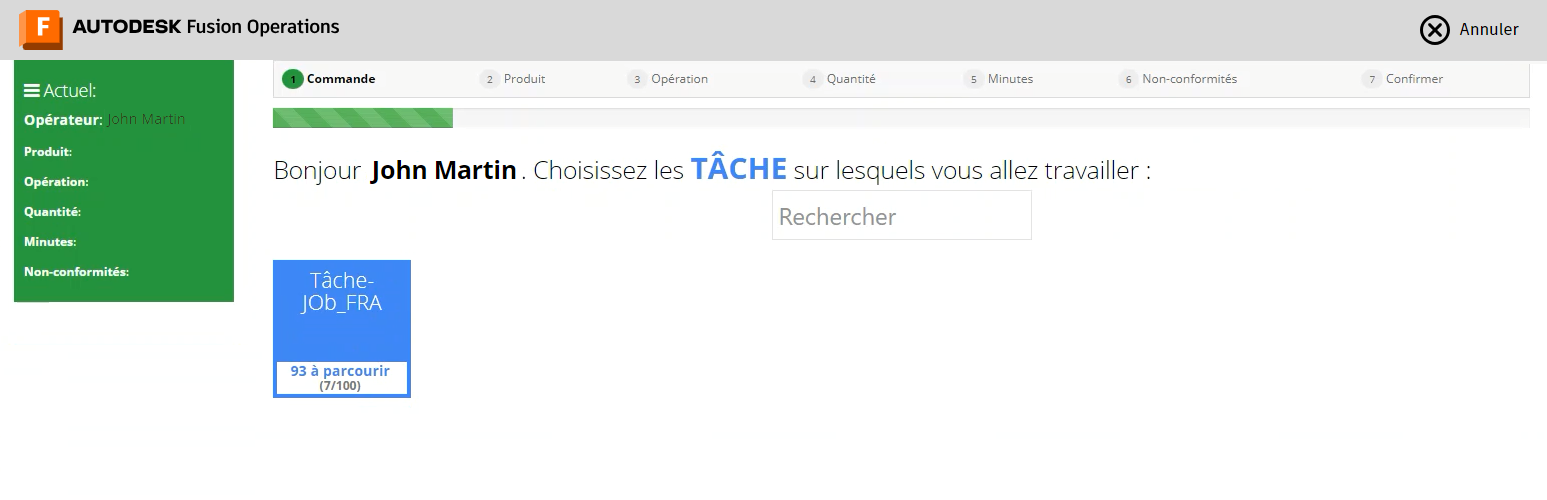 F AUTODESK Fusion Operations
Annuler
Actuel:
Opérateur: John Martin
Produit:
Opération:
Quantité:
Minutes:
Non-conformités:
1 Commande 2 Produit 3 Opération 4 Quantité 5 Minutes 6 Non-conformités 7 Confirmer
Bonjour John Martin . Choisissez les TÂCHE sur lesquels vous allez travailler :
Rechercher
Tâche-
JOb_FRA
93 à parcourir
(7/100)